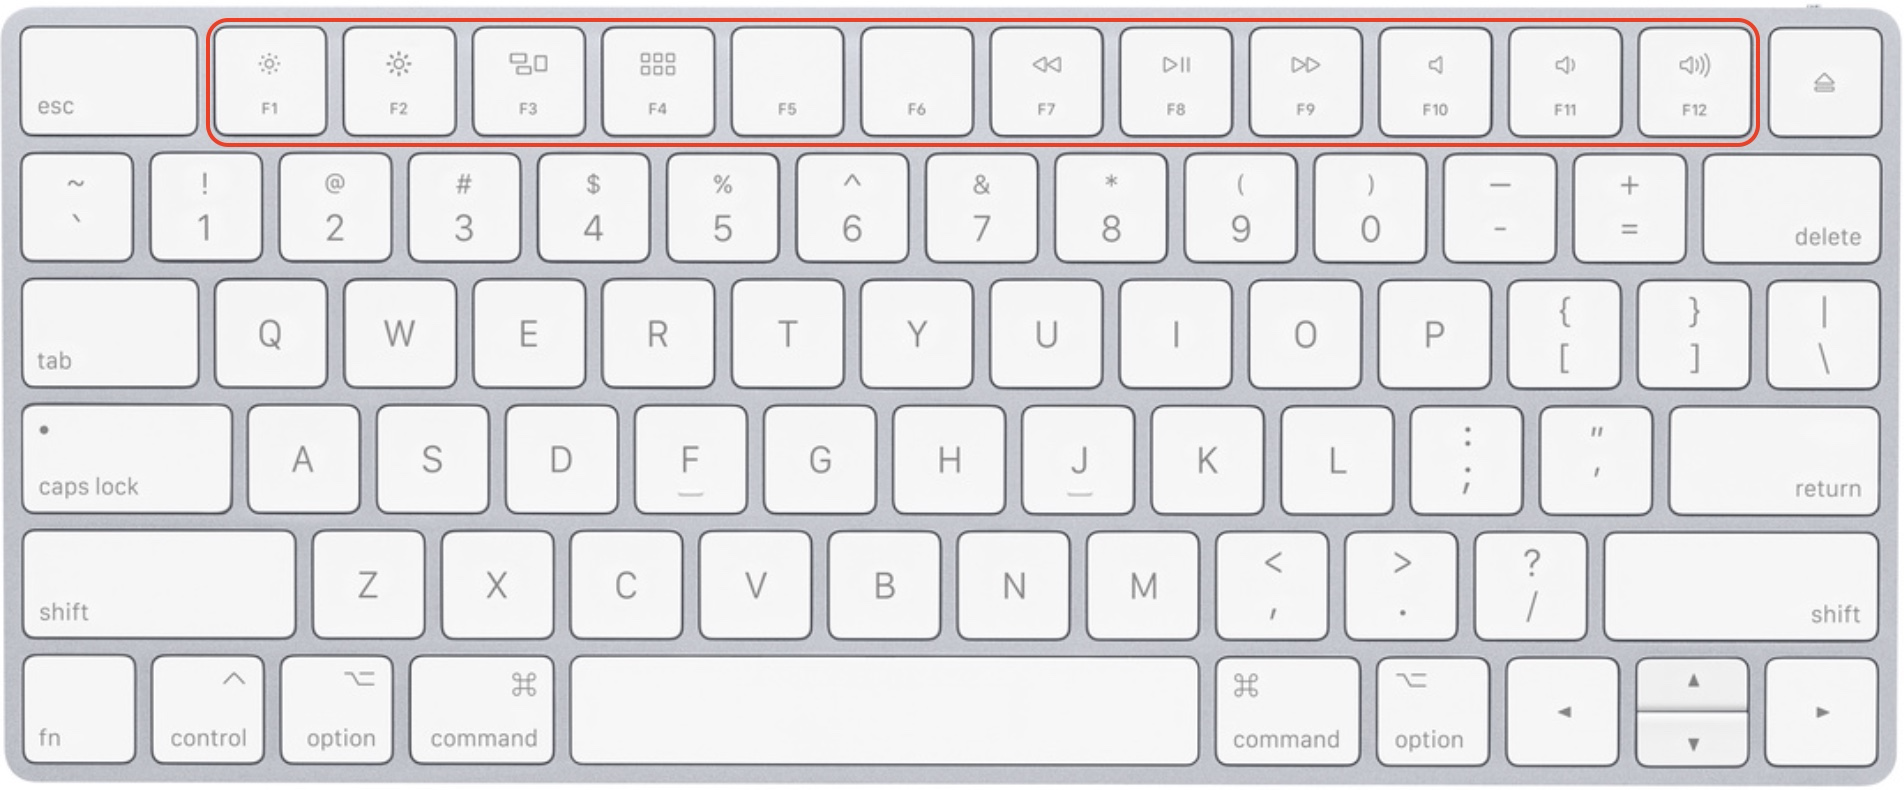 esc F1 F2 F3 F4 F5 F6 F7 F8 F9 F10 F11 F12
~ ! @ # $ % ^ & * ( ) — +
` 1 2 3 4 5 6 7 8 9 0 - = delete
tab Q W E R T Y U I O P { [ } ] | \
caps lock A S D F G H J K L : ; " ' return
shift Z X C V B N M < , > . ? / shift
fn control option ⌘ command ⌘ command option ◄ ▲ ▼ ►